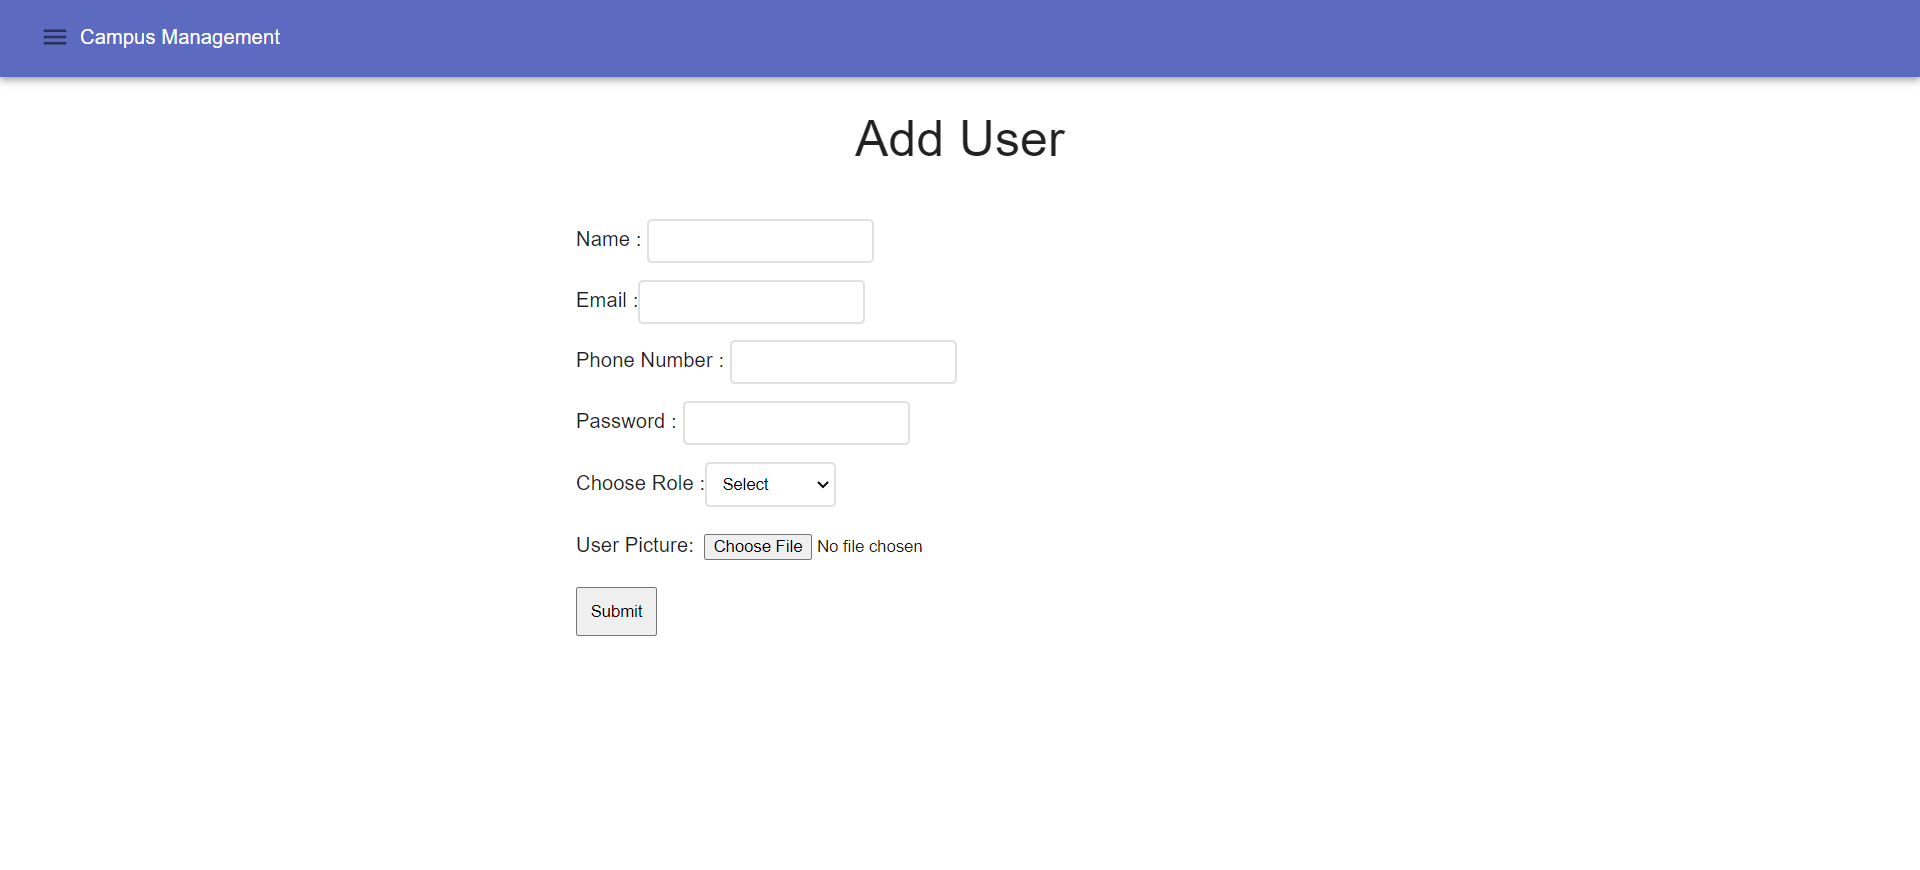 Campus Management
Add User
Name :
Email :
Phone Number :
Password :
Choose Role : Select
User Picture: Choose File No file chosen
Submit